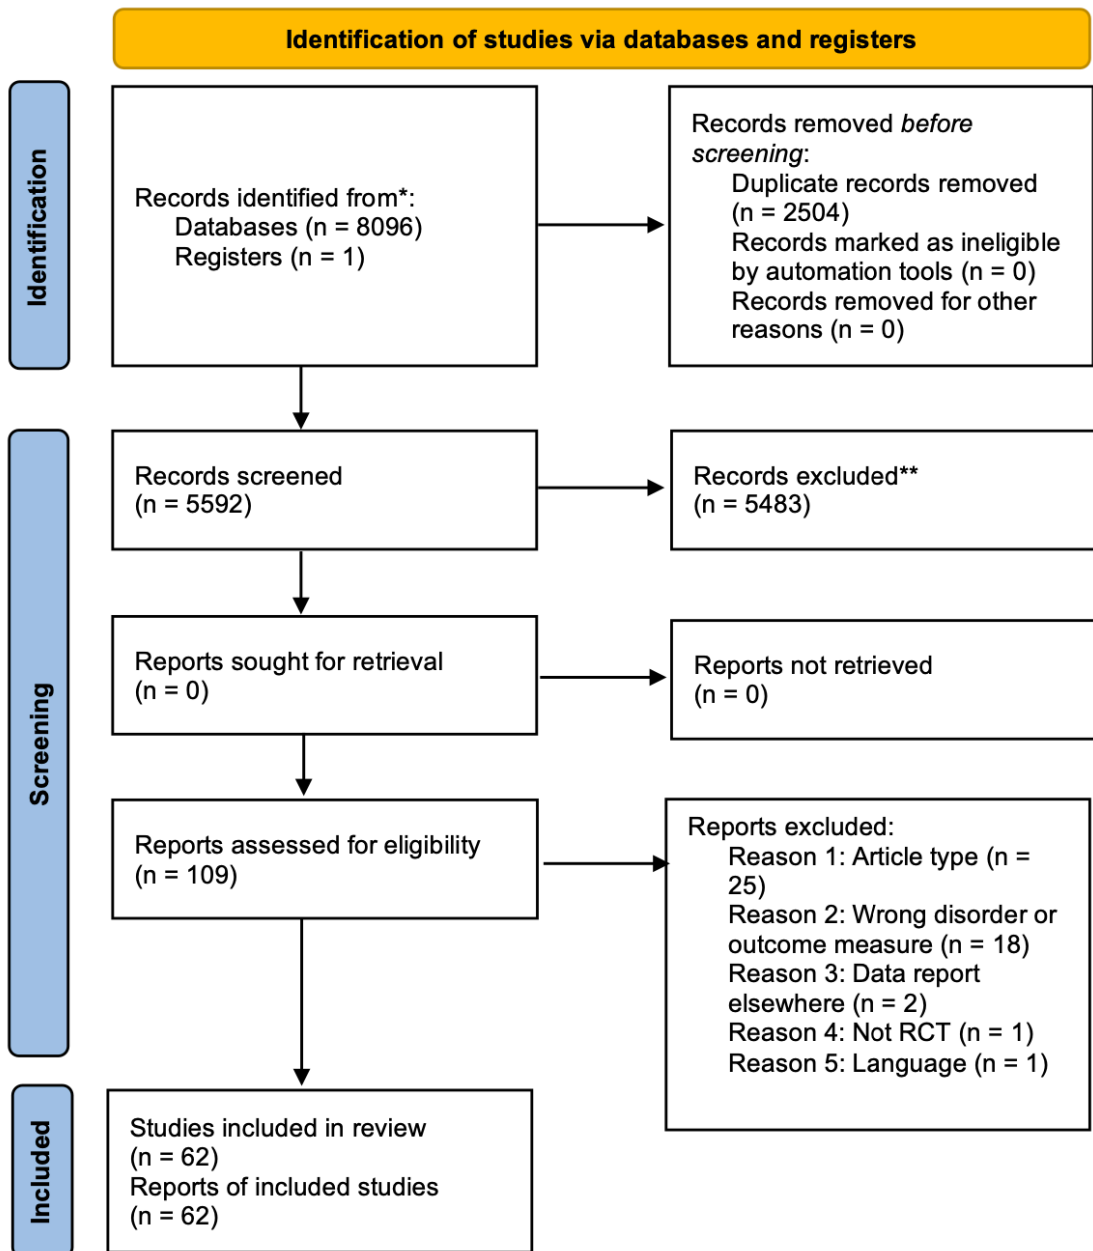 Identification of studies via databases and registers
Identification
Records identified from*:
Databases (n = 8096)
Registers (n = 1)
Records removed before
screening:
Duplicate records removed
(n = 2504)
Records marked as ineligible
by automation tools (n = 0)
Records removed for other
reasons (n = 0)
Screening
Records screened
(n = 5592)
Records excluded**
(n = 5483)
Reports sought for retrieval
(n = 0)
Reports not retrieved
(n = 0)
Reports assessed for eligibility
(n = 109)
Reports excluded:
Reason 1: Article type (n =
25)
Reason 2: Wrong disorder or
outcome measure (n = 18)
Reason 3: Data report
elsewhere (n = 2)
Reason 4: Not RCT (n = 1)
Reason 5: Language (n = 1)
Included
Studies included in review
(n = 62)
Reports of included studies
(n = 62)